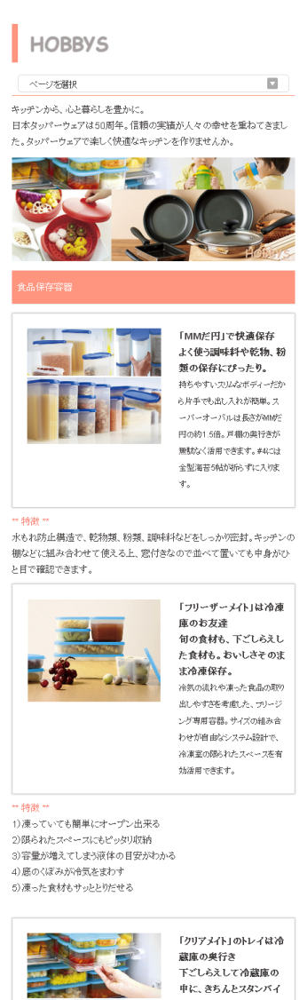 HOBBYS
ページを選択
キッチンから、心と暮らしを豊かに。
日本タッパーウェアは50周年。信頼の実績が人々の幸せを重ねてきまし
た。タッパーウェアで楽しく快適なキッチンを作りませんか。
HOBBYS
食品保存容器
「MMだ円」で快適保存
よく使う調味料や乾物、粉
類の保存にぴったり。
持ちやすいスリムなボディーだか
ら片手でも出し入れが簡単。ス
ーパーオーバルは長さがMMだ
円の約1.5倍。戸棚の奥行きが
無駄なく活用できます。#4には
全型海苔5帖が折らずに入りま
す。
** 特徴 **
水もれ防止構造で、乾物類、粉類、調味料などをしっかり密封。キッチンの
棚などに組み合わせて使える上、窓付きなので並べて置いても中身がひ
と目で確認できます。
「フリーザーメイト」は冷凍
庫のお友達
旬の食材も、下ごしらえし
た食材も。おいしさそのま
ま冷凍保存。
冷気の流れや凍った食品の取り
出しやすさを考慮した、フリージ
ング専用容器。サイズの組み合
わせが自由なシステム設計で、
冷凍室の限られたスペースを有
効活用できます。
** 特徴 **
1）凍っていても簡単にオープン出来る
2）限られたスペースにもピッタリ収納
3）容量が増えてしまう液体の目安がわかる
4）底のくぼみが冷気をまわす
5）凍った食材もサッととりだせる
「クリアメイト」のトレイは冷
蔵庫の奥行き
下ごしらえして冷蔵庫の
中に、きちんとスタンバイ